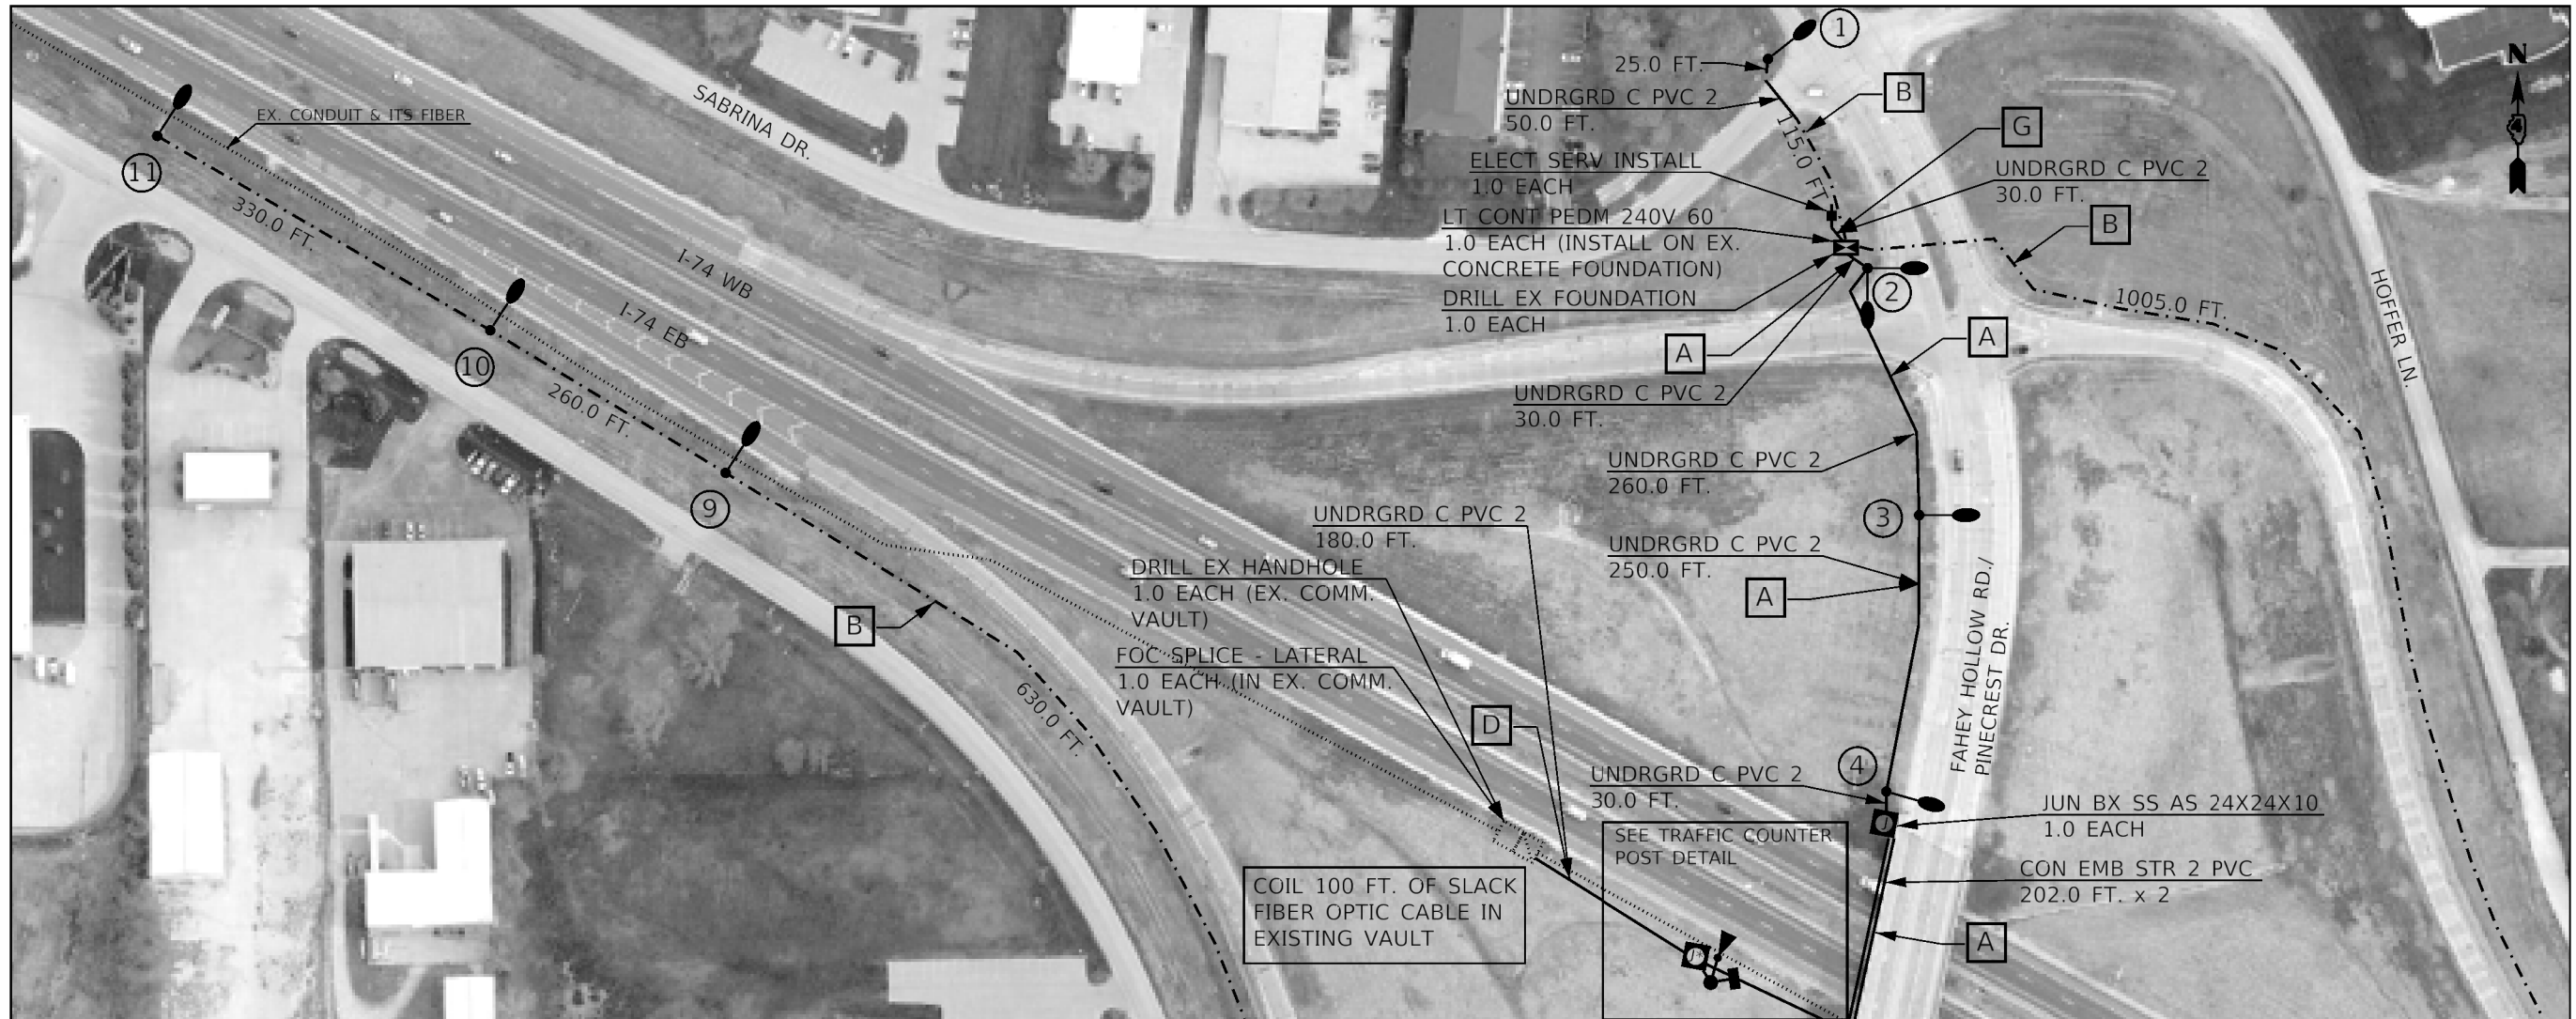 1
25.0 FT.
UNDRGRD C PVC 2
50.0 FT.
B
115.0 FT.
G
N
EX. CONDUIT & ITS FIBER
SABRINA DR.
ELECT SERV INSTALL
1.0 EACH
UNDRGRD C PVC 2
30.0 FT.
11
330.0 FT.
LT CONT PEDM 240V 60
1.0 EACH (INSTALL ON EX.
CONCRETE FOUNDATION)
B
I-74 WB
I-74 EB
DRILL EX FOUNDATION
1.0 EACH
2
1005.0 FT.
HOFFER LN.
A
A
10
260.0 FT.
UNDRGRD C PVC 2
30.0 FT.
UNDRGRD C PVC 2
260.0 FT.
9
3
UNDRGRD C PVC 2
180.0 FT.
UNDRGRD C PVC 2
250.0 FT.
A
DRILL EX HANDHOLE
1.0 EACH (EX. COMM.
VAULT)
B
FOC SPLICE - LATERAL
1.0 EACH (IN EX. COMM.
VAULT)
630.0 FT.
D
FAHEY HOLLOW RD./
PINECREST DR.
4
UNDRGRD C PVC 2
30.0 FT.
JUN BX SS AS 24X24X10
1.0 EACH
J
SEE TRAFFIC COUNTER
POST DETAIL
CON EMB STR 2 PVC
202.0 FT. x 2
COIL 100 FT. OF SLACK
FIBER OPTIC CABLE IN
EXISTING VAULT
A